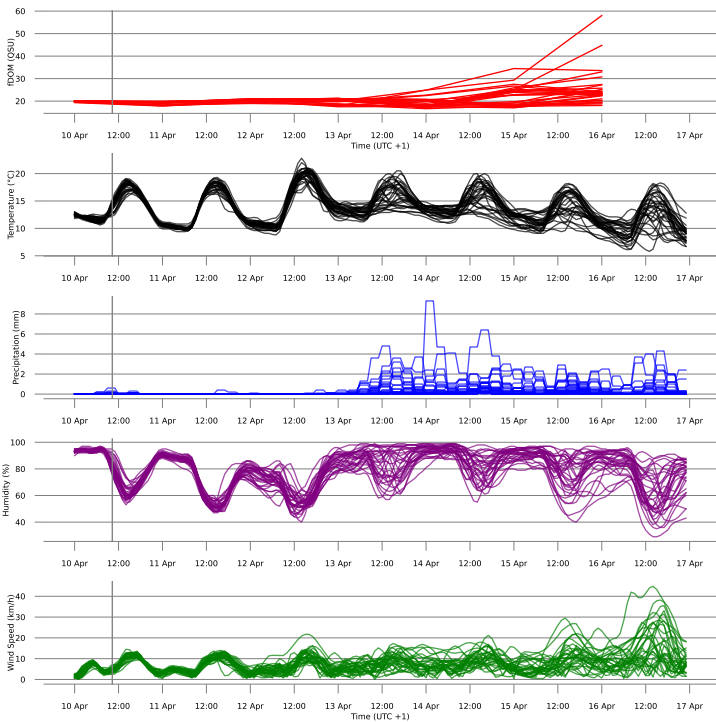 60
50
40
30
20
fDOM (QSU)
10 Apr 12:00 11 Apr 12:00 12 Apr 12:00 13 Apr 12:00 14 Apr 12:00 15 Apr 12:00 16 Apr 12:00 17 Apr
Time (UTC +1)
20
15
10
5
Temperature (°C)
10 Apr 12:00 11 Apr 12:00 12 Apr 12:00 13 Apr 12:00 14 Apr 12:00 15 Apr 12:00 16 Apr 12:00 17 Apr
8
6
4
2
0
Precipitation (mm)
10 Apr 12:00 11 Apr 12:00 12 Apr 12:00 13 Apr 12:00 14 Apr 12:00 15 Apr 12:00 16 Apr 12:00 17 Apr
100
80
60
40
Humidity (%)
10 Apr 12:00 11 Apr 12:00 12 Apr 12:00 13 Apr 12:00 14 Apr 12:00 15 Apr 12:00 16 Apr 12:00 17 Apr
40
30
20
10
0
Wind Speed (km/h)
10 Apr 12:00 11 Apr 12:00 12 Apr 12:00 13 Apr 12:00 14 Apr 12:00 15 Apr 12:00 16 Apr 12:00 17 Apr
Time (UTC +1)